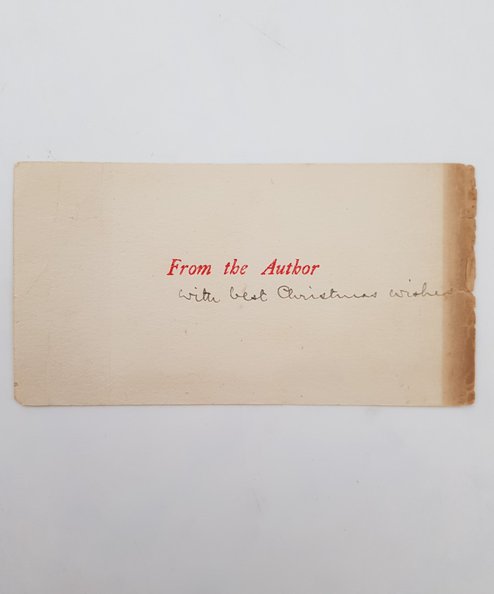 From the Author
with best Christmas wishes